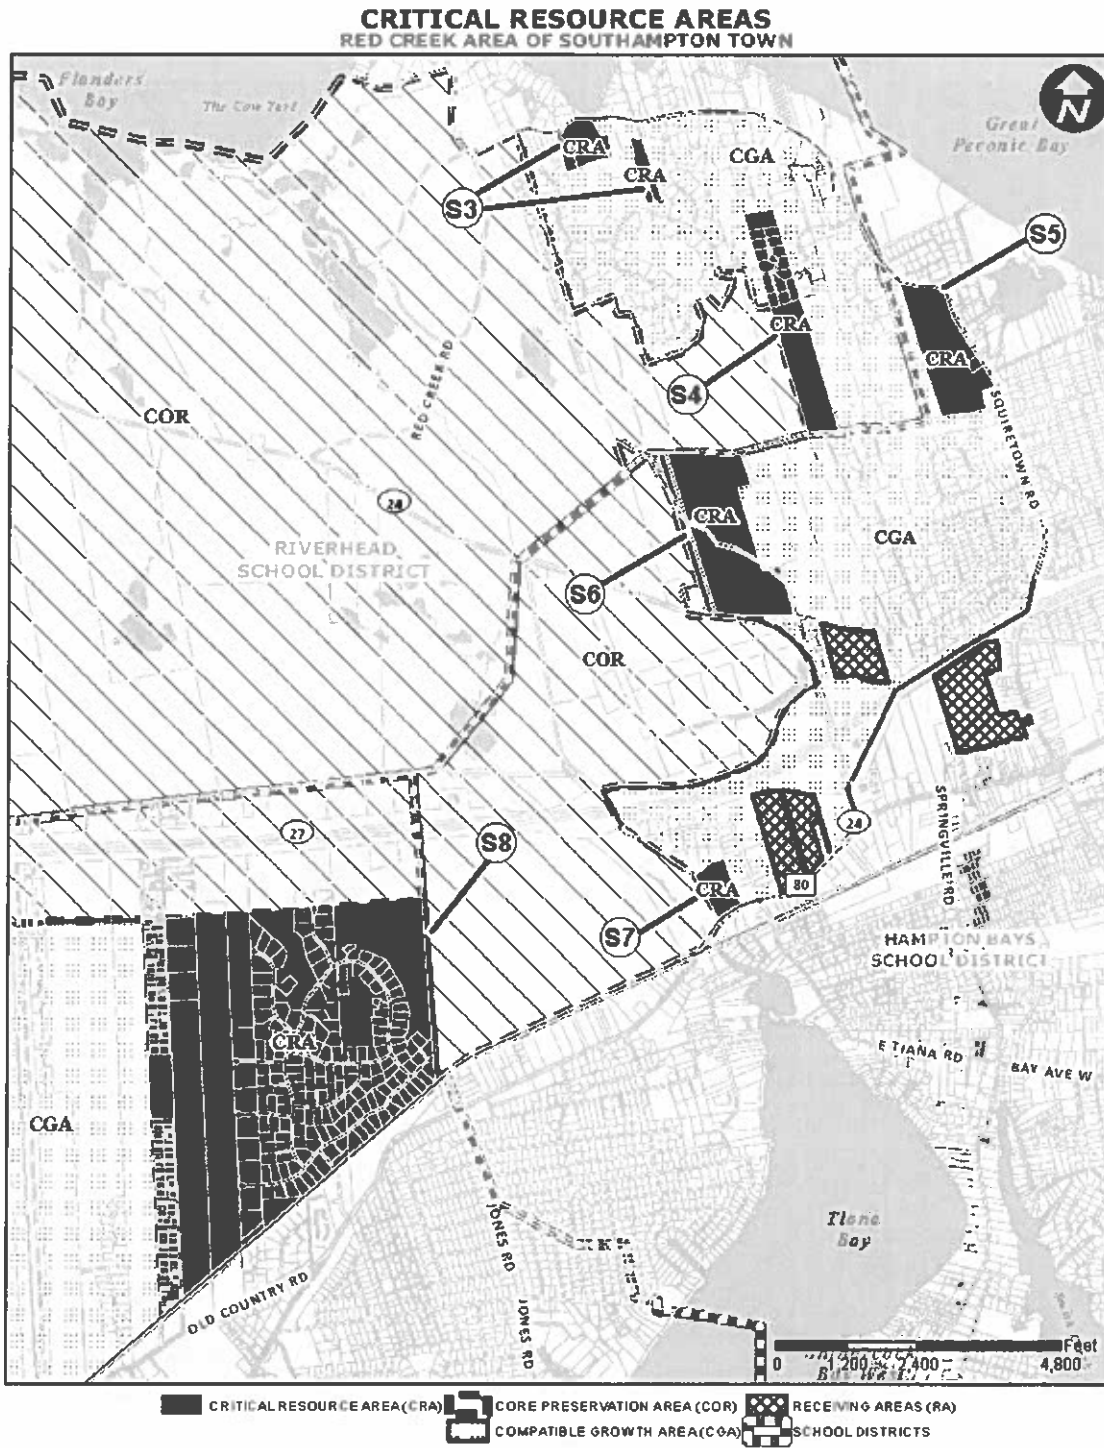 CRITICAL RESOURCE AREAS
RED CREEK AREA OF SOUTHAMPTON TOWN
Flanders
Bay
The Cow Yard
N
Great
Peconic Bay
CRA
CRA
CGA
S3
S5
CRA
CRA
S4
COR
RED CREEK RD
SQUIRETOWN RD
24
CRA
CGA
RIVERHEAD
SCHOOL DISTRICT
S6
COR
27
S8
24
SPRINGVILLE RD
CRA
80
S7
HAMPTON BAYS
SCHOOL DISTRICT
CRA
E TIANA RD
BAY AVE W
CGA
Tiana
Bay
JONES RD
OLD COUNTRY RD
JONES RD
Feet
0 1,200 2,400 4,800
CRITICAL RESOURCE AREA (CRA)
CORE PRESERVATION AREA (COR)
RECEIVING AREAS (RA)
COMPATIBLE GROWTH AREA (CGA)
SCHOOL DISTRICTS